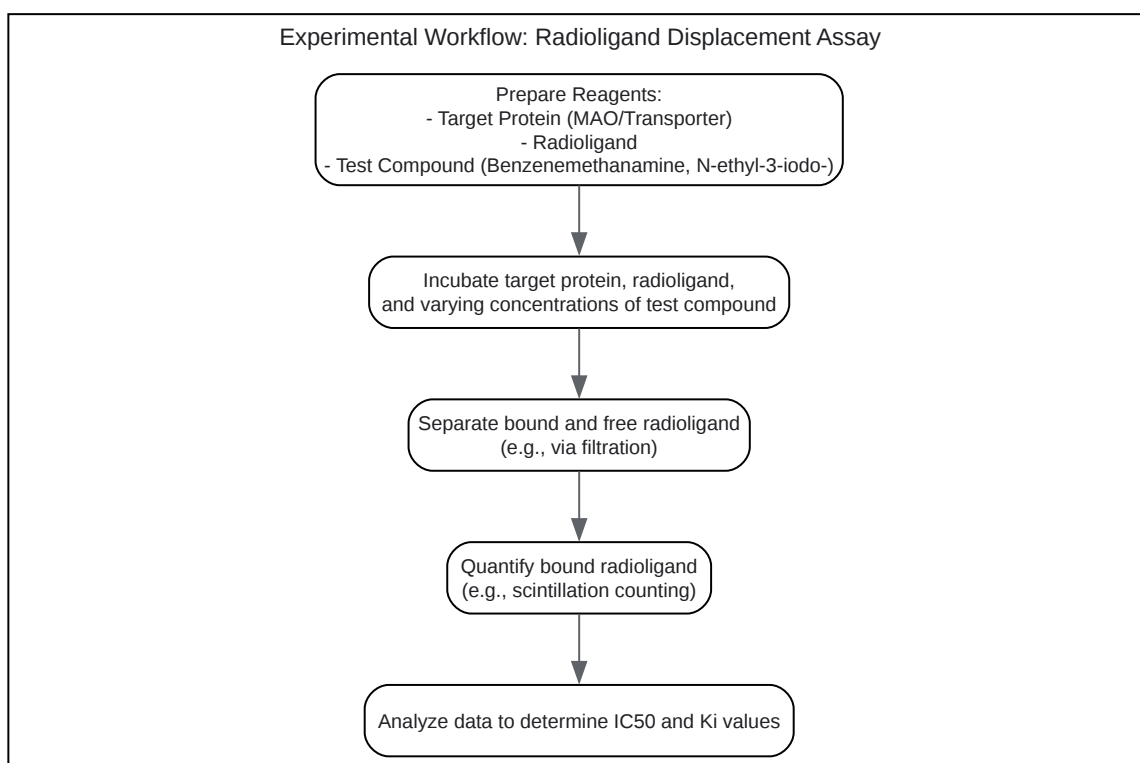 Experimental Workflow: Radioligand Displacement Assay
Prepare Reagents:
- Target Protein (MAO/Transporter)
- Radioligand
- Test Compound (Benzenemethanamine, N-ethyl-3-iodo-)
Incubate target protein, radioligand,
and varying concentrations of test compound
Separate bound and free radioligand
(e.g., via filtration)
Quantify bound radioligand
(e.g., scintillation counting)
Analyze data to determine IC50 and Ki values